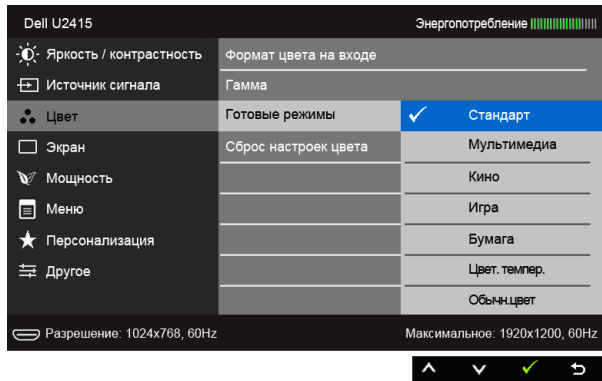 Dell U2415
Энергопотребление
Яркость / контрастность
Формат цвета на входе
Источник сигнала
Гамма
Цвет
Готовые режимы
Стандарт
Экран
Сброс настроек цвета
Мультимедиа
Мощность
Кино
Меню
Игра
Персонализация
Бумага
Другое
Цвет. темпер.
Обычн.цвет
Разрешение: 1024x768, 60Hz
Максимальное: 1920x1200, 60Hz